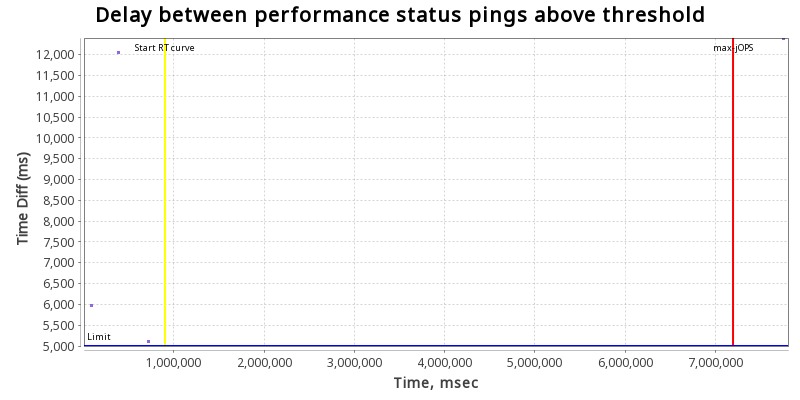 Delay between performance status pings above threshold
Time Diff (ms)
12,000
11,500
11,000
10,500
10,000
9,500
9,000
8,500
8,000
7,500
7,000
6,500
6,000
5,500
5,000
Start RT curve
max-jOPS
Limit
1,000,000 2,000,000 3,000,000 4,000,000 5,000,000 6,000,000 7,000,000
Time, msec